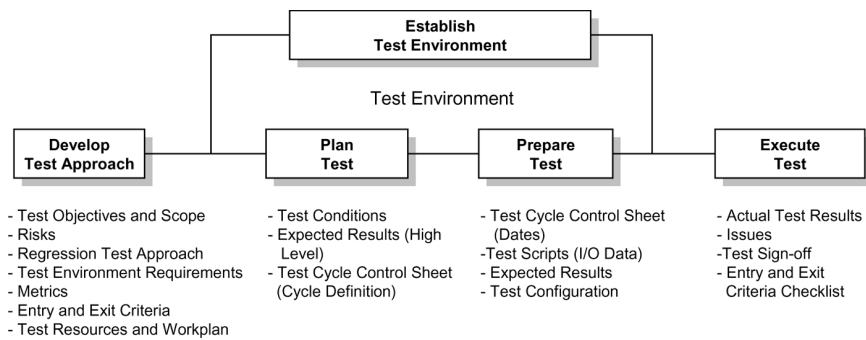 Establish
Test Environment
Test Environment
Develop
Test Approach
Plan
Test
Prepare
Test
Execute
Test
- Test Objectives and Scope
- Risks
- Regression Test Approach
- Test Environment Requirements
- Metrics
- Entry and Exit Criteria
- Test Resources and Workplan
- Test Conditions
- Expected Results (High
Level)
- Test Cycle Control Sheet
(Cycle Definition)
- Test Cycle Control Sheet
(Dates)
-Test Scripts (I/O Data)
- Expected Results
- Test Configuration
- Actual Test Results
- Issues
-Test Sign-off
- Entry and Exit
Criteria Checklist